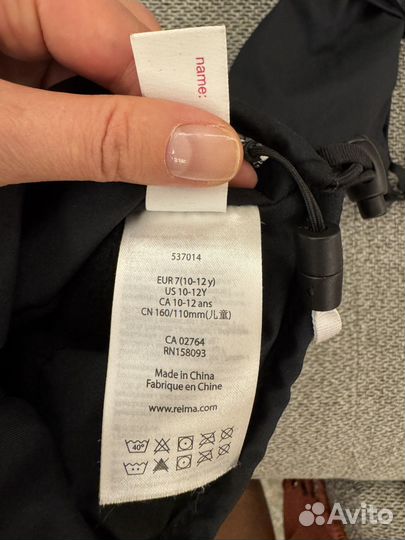 name:
537014
EUR 7(10-12 y)
US 10-12Y
CA 10-12 ans
CN 160/110mm(儿童)
CA 02764
RN158093
Made in China
Fabrique en Chine
www.reima.com
40°
Avito